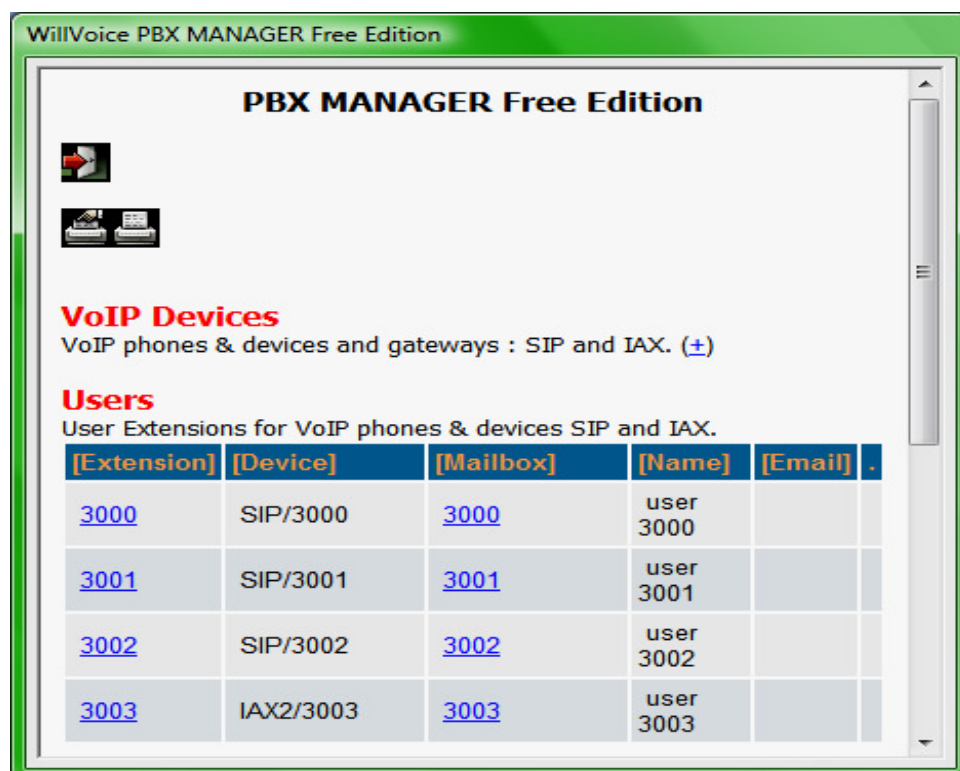 WillVoice PBX MANAGER Free Edition
PBX MANAGER Free Edition
VoIP Devices
VoIP phones & devices and gateways : SIP and IAX. (+)
Users
User Extensions for VoIP phones & devices SIP and IAX.
[Extension] [Device] [Mailbox] [Name] [Email] .
3000 SIP/3000 3000 user 3000
3001 SIP/3001 3001 user 3001
3002 SIP/3002 3002 user 3002
3003 IAX2/3003 3003 user 3003